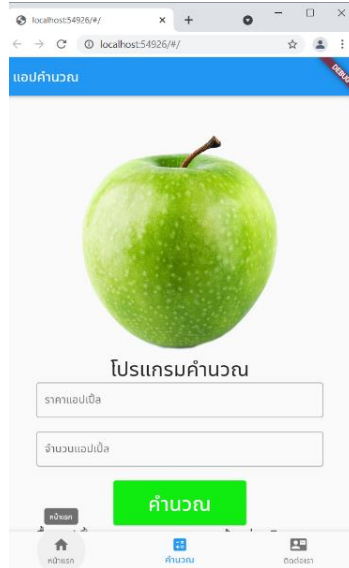 localhost:54926/#/
localhost:54926/#/
แอปคำนวณ
DEBUG
โปรแกรมคำนวณ
ราคาแอปเปิ้ล
จำนวนแอปเปิ้ล
คำนวณ
หน้าแรก
หน้าแรก
คำนวณ
ติดต่อเรา